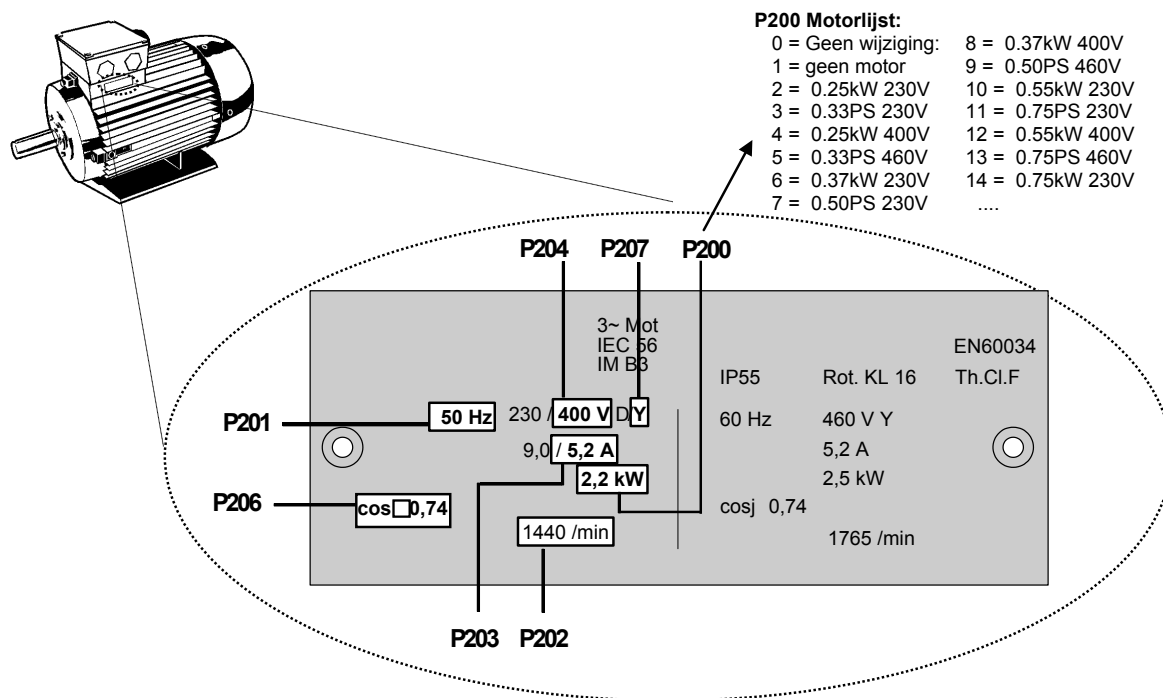 P200 Motorlijst:
0 = Geen wijziging: 8 = 0.37kW 400V
1 = geen motor 9 = 0.50PS 460V
2 = 0.25kW 230V 10 = 0.55kW 230V
3 = 0.33PS 230V 11 = 0.75PS 230V
4 = 0.25kW 400V 12 = 0.55kW 400V
5 = 0.33PS 460V 13 = 0.75PS 460V
6 = 0.37kW 230V 14 = 0.75kW 230V
7 = 0.50PS 230V ....
P204 P207 P200
3~ Mot
IEC 56
IM B3
EN60034
IP55 Rot. KL 16 Th.Cl.F
P201 50 Hz 230 / 400 V D/Y 60 Hz 460 V Y
9,0 / 5,2 A 5,2 A
2,2 kW 2,5 kW
P206 cos□0,74 cosj 0,74
1440 /min 1765 /min
P203 P202